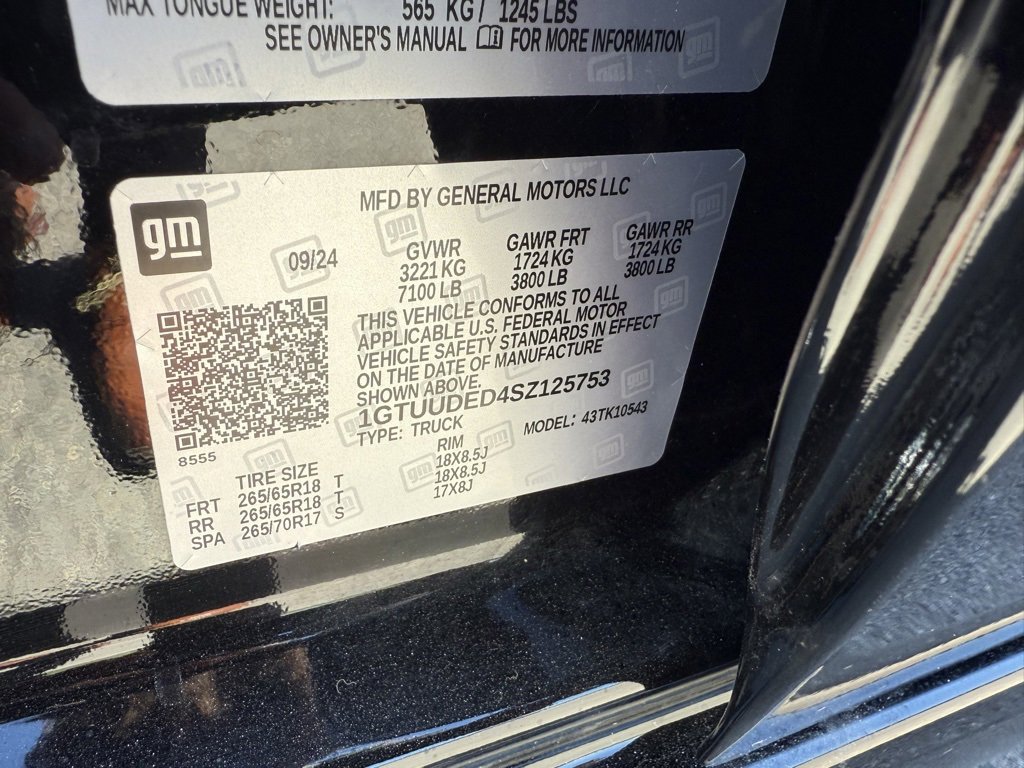 MAX TONGUE WEIGHT: 565 KG / 1245 LBS
SEE OWNER'S MANUAL FOR MORE INFORMATION
gm
MFD BY GENERAL MOTORS LLC
09/24
GVWR
3221 KG
7100 LB
GAWR FRT
1724 KG
3800 LB
GAWR RR
1724 KG
3800 LB
THIS VEHICLE CONFORMS TO ALL
APPLICABLE U.S. FEDERAL MOTOR
VEHICLE SAFETY STANDARDS IN EFFECT
ON THE DATE OF MANUFACTURE
SHOWN ABOVE.
1GTUUDED4SZ125753
TYPE: TRUCK MODEL: 43TK10543
8555
TIRE SIZE RIM
FRT 265/65R18 T 18X8.5J
RR 265/65R18 T 18X8.5J
SPA 265/70R17 S 17X8J